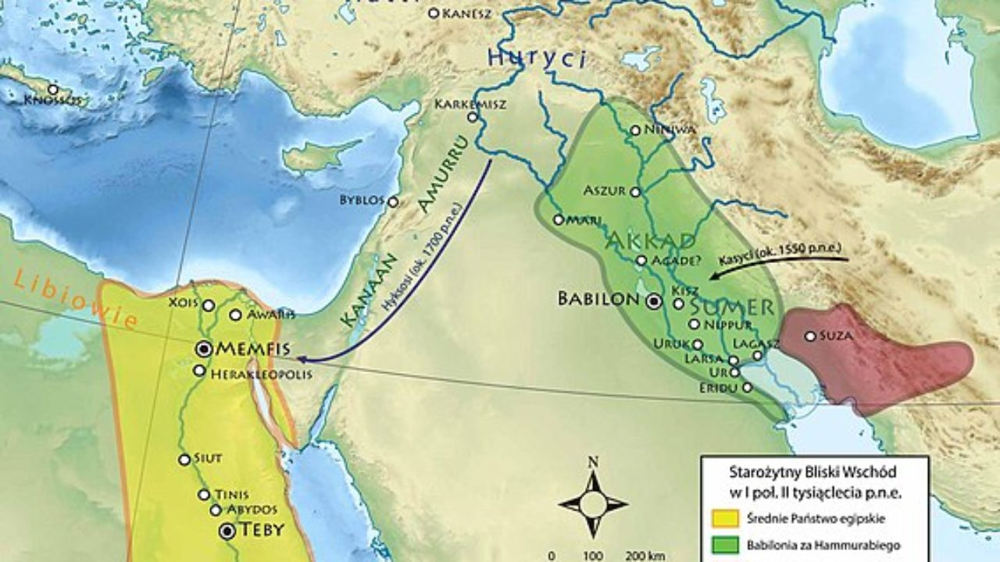 KANESZ
Huryci
KNOSSOS
KARKEMISZ
NINIWA
AMURRU
ASZUR
BYBLOS
MARI
AKKAD
AGADE?
Kasyci (ok. 1550 p.n.e.)
Hyksosi (ok. 1700 p.n.e.)
KANAAN
Libiowie
XOIS
AWARIS
BABILON
KISZ
SUMER
NIPPUR
SUZA
MEMFIS
URUK
LAGASZ
LARSA
HERAKLEOPOLIS
UR
ERIDU
SIUT
TINIS
ABYDOS
TEBY
N
0 100 200 km
Starożytny Bliski Wschód
w I poł. II tysiąclecia p.n.e.
Średnie Państwo egipskie
Babilonia za Hammurabiego